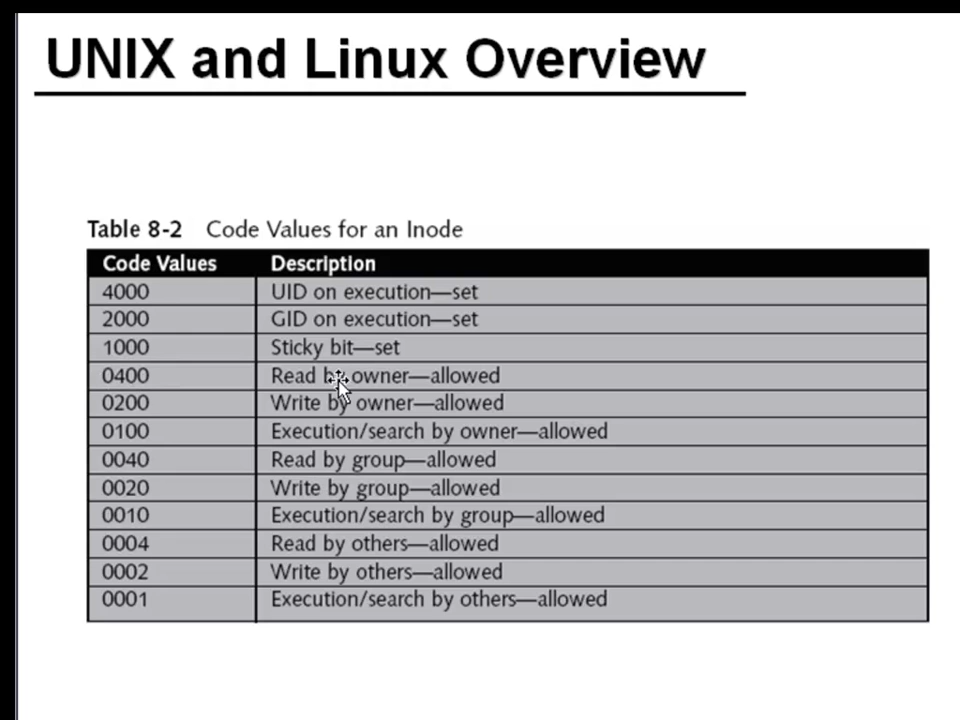 UNIX and Linux Overview
Table 8-2 Code Values for an Inode
Code Values Description
4000 UID on execution—set
2000 GID on execution—set
1000 Sticky bit—set
0400 Read by owner—allowed
0200 Write by owner—allowed
0100 Execution/search by owner—allowed
0040 Read by group—allowed
0020 Write by group—allowed
0010 Execution/search by group—allowed
0004 Read by others—allowed
0002 Write by others—allowed
0001 Execution/search by others—allowed